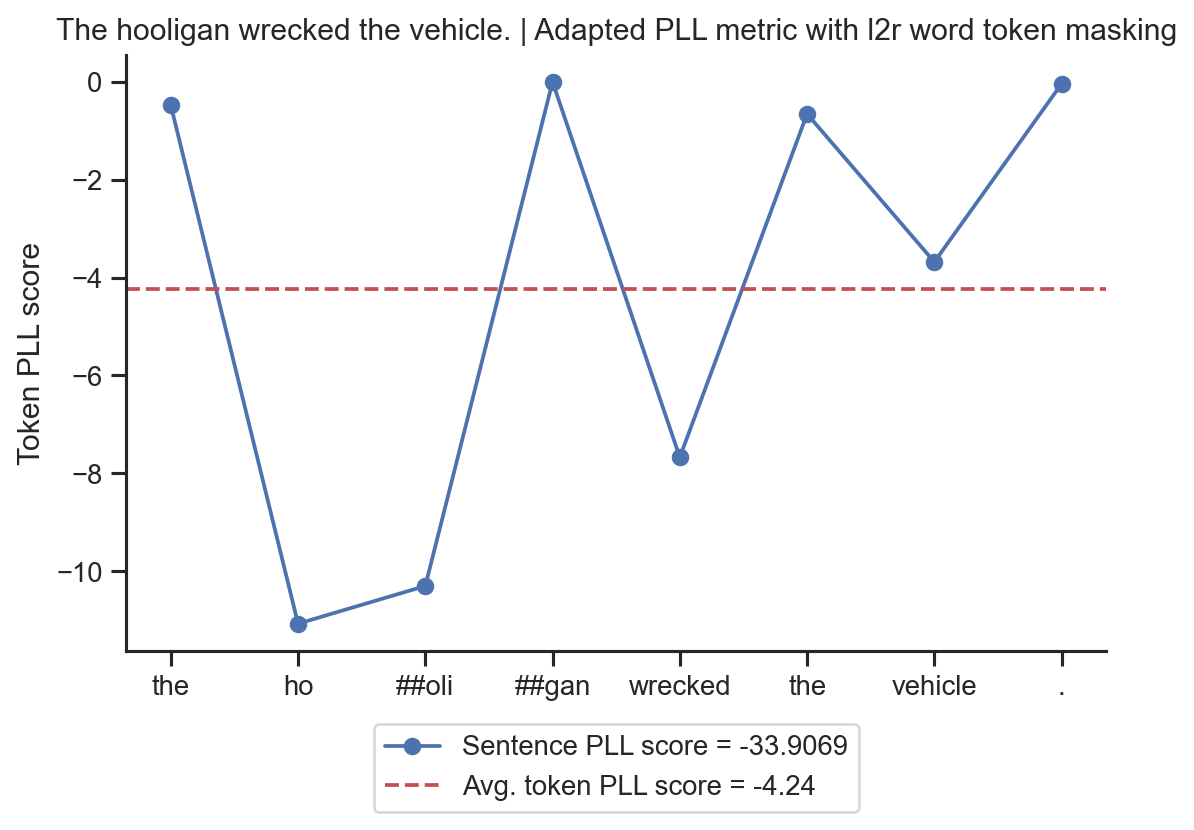 The hooligan wrecked the vehicle. | Adapted PLL metric with l2r word token masking
Token PLL score
0
−2
−4
−6
−8
−10
the ho ##oli ##gan wrecked the vehicle .
Sentence PLL score = -33.9069
Avg. token PLL score = -4.24